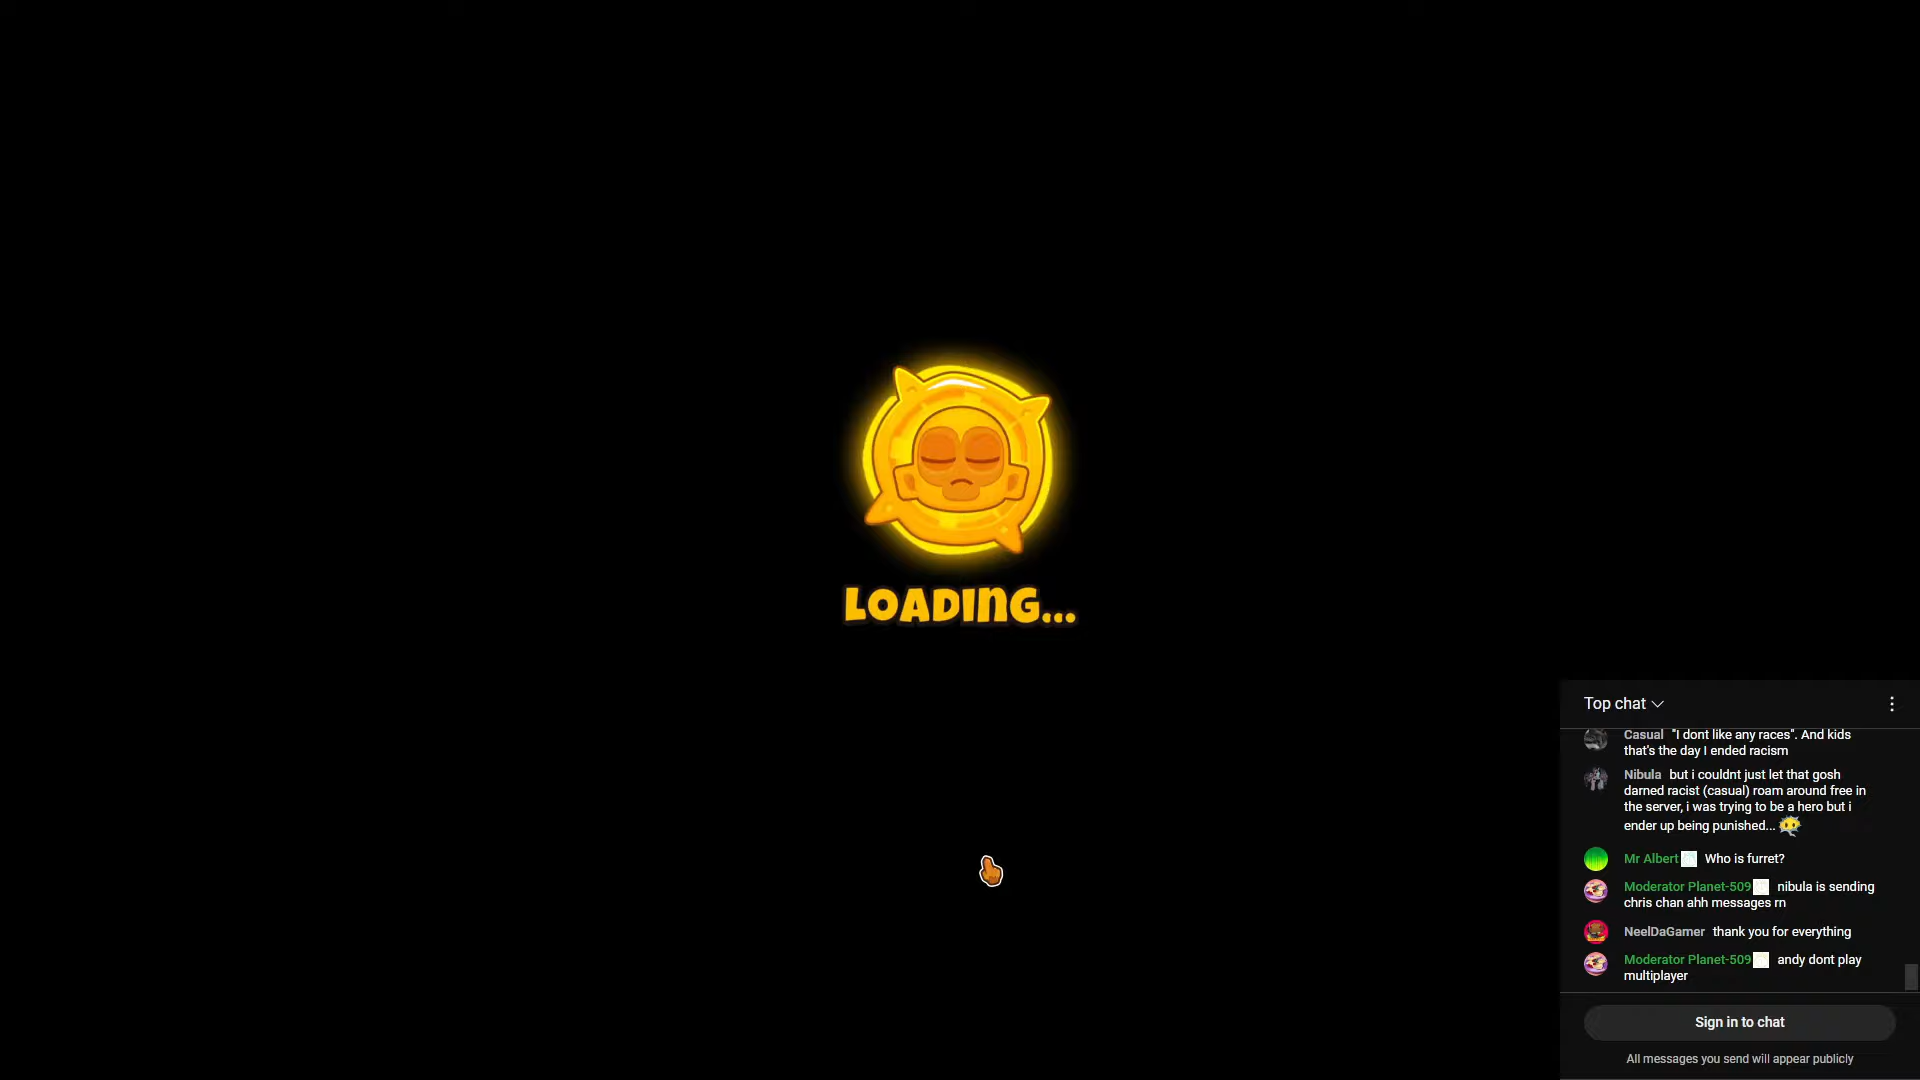 LOADING...
Top chat
Casual "I dont like any races". And kids
that's the day I ended racism
Nibula but i couldnt just let that gosh
darned racist (casual) roam around free in
the server, i was trying to be a hero but i
ender up being punished...
Mr Albert Who is furret?
Moderator Planet-509 nibula is sending
chris chan ahh messages rn
NeelDaGamer thank you for everything
Moderator Planet-509 andy dont play
multiplayer
Sign in to chat
All messages you send will appear publicly